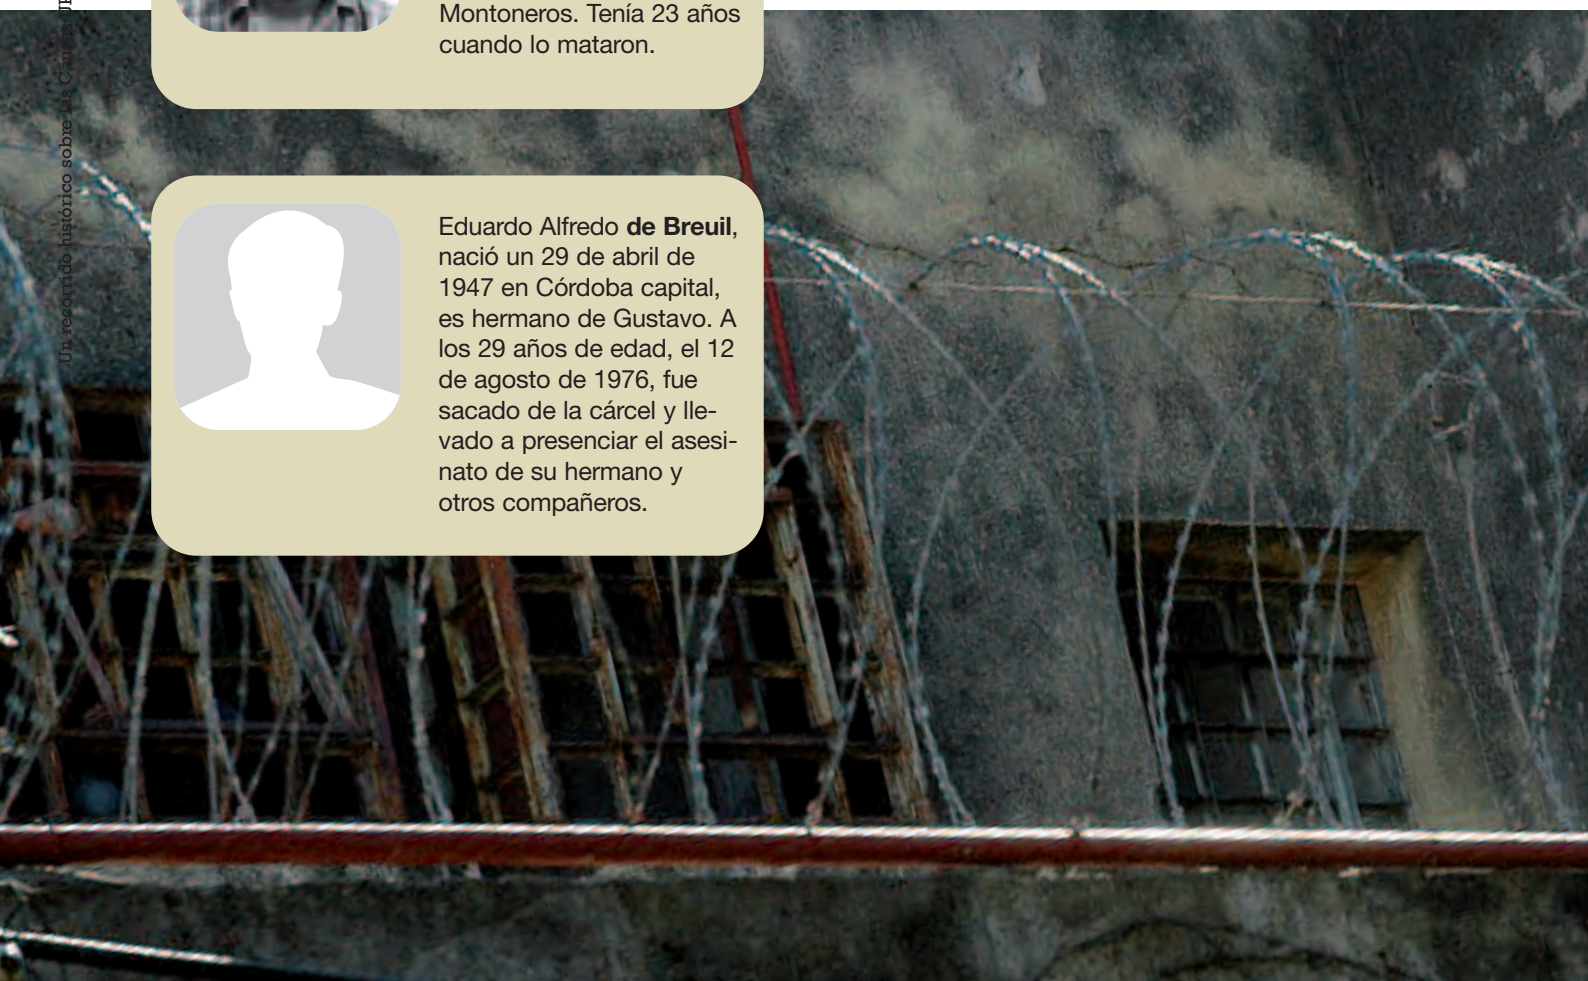 Montoneros. Tenía 23 años
cuando lo mataron.
Eduardo Alfredo de Breuil,
nació un 29 de abril de
1947 en Córdoba capital,
es hermano de Gustavo. A
los 29 años de edad, el 12
de agosto de 1976, fue
sacado de la cárcel y lle-
vado a presenciar el asesi-
nato de su hermano y
otros compañeros.
Un recorrido histórico sobre las